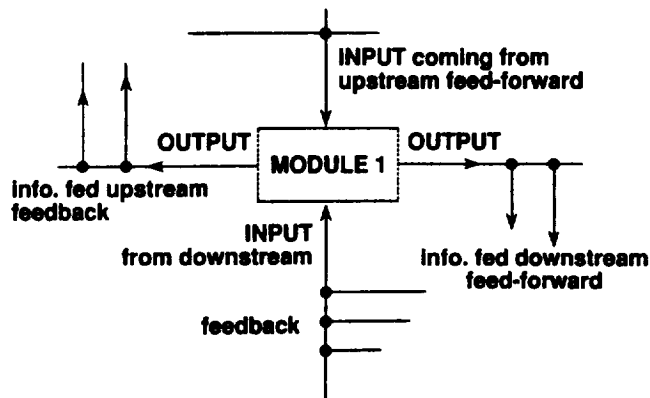 INPUT coming from
upstream feed-forward
OUTPUT
MODULE 1
OUTPUT
info. fed upstream
feedback
INPUT
from downstream
info. fed downstream
feed-forward
feedback